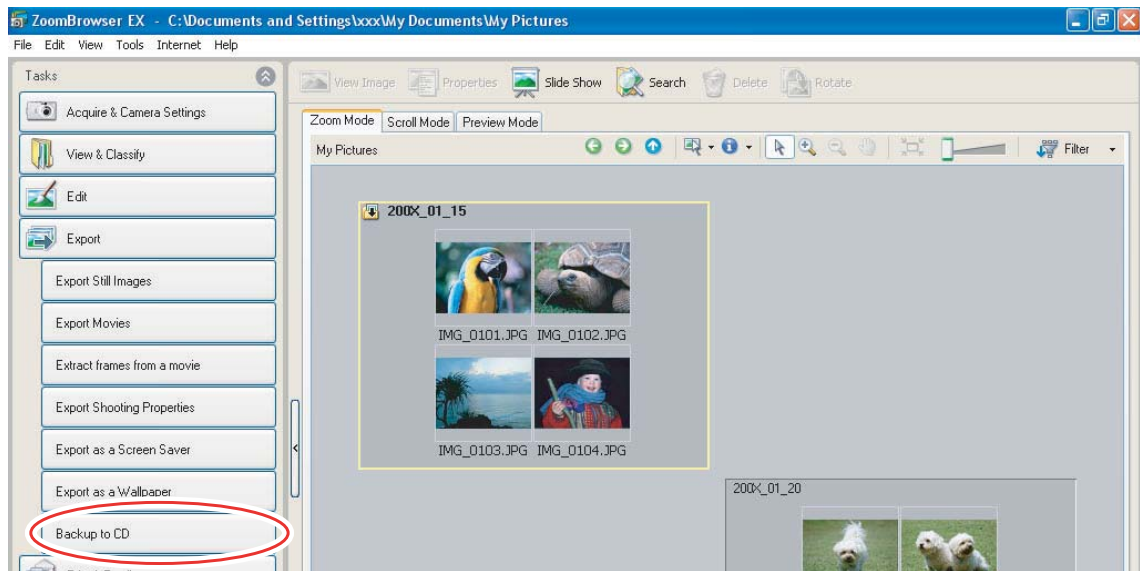 ZoomBrowser EX - C:\Documents and Settings\xxx\My Documents\My Pictures
File Edit View Tools Internet Help
Tasks
Acquire & Camera Settings
View & Classify
Edit
Export
Export Still Images
Export Movies
Extract frames from a movie
Export Shooting Properties
Export as a Screen Saver
Export as a Wallpaper
Backup to CD
View Image Properties Slide Show Search Delete Rotate
Zoom Mode Scroll Mode Preview Mode
My Pictures Filter
200X_01_15
IMG_0101.JPG IMG_0102.JPG
IMG_0103.JPG IMG_0104.JPG
200X_01_20